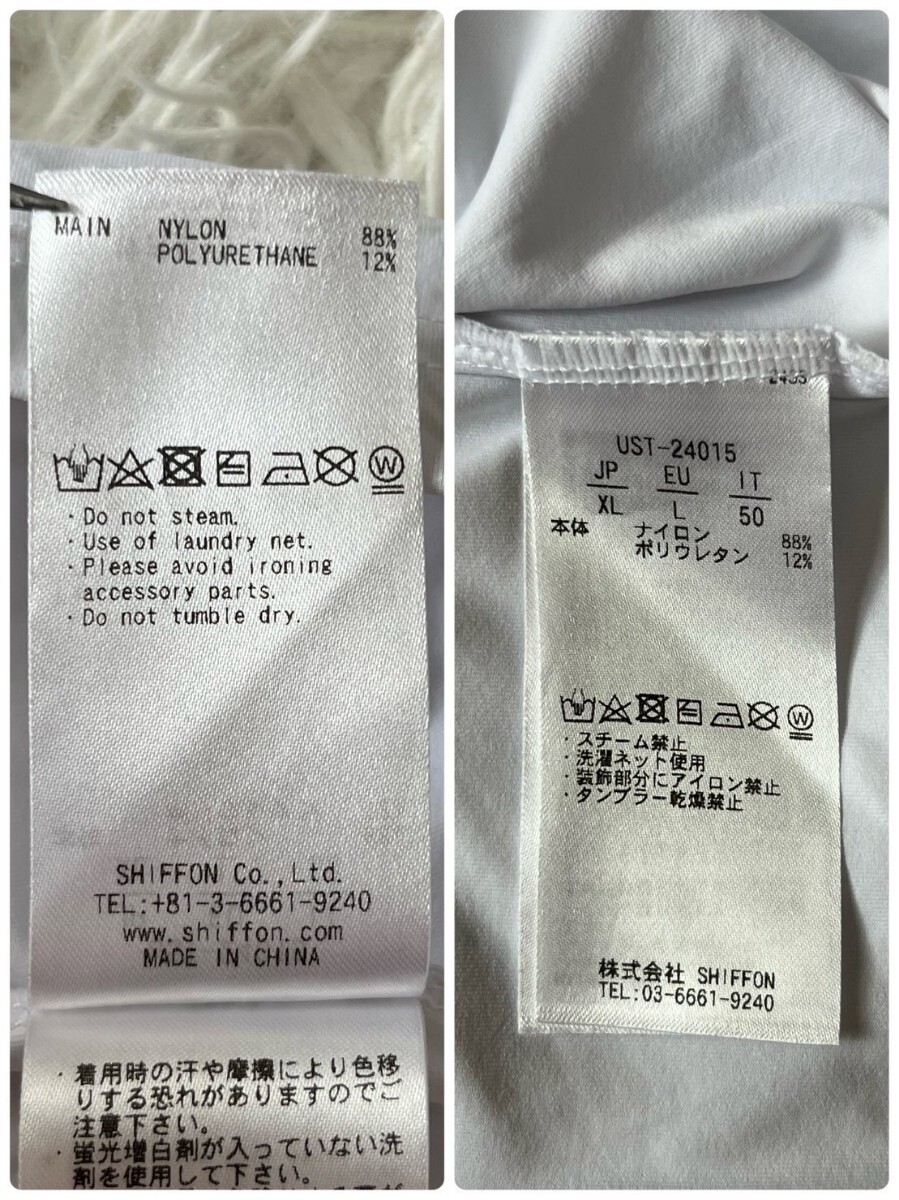 MAIN NYLON 88%
POLYURETHANE 12%
W
・Do not steam.
・Use of laundry net.
・Please avoid ironing
accessory parts.
・Do not tumble dry.
SHIFFON Co.,Ltd.
TEL:+81-3-6661-9240
www.shiffon.com
MADE IN CHINA
・着用時の汗や摩擦により色移
りする恐れがありますのでご
注意下さい。
・蛍光増白剤が入っていない洗
剤を使用して下さい。
UST-24015
JP EU IT
XL L 50
本体 ナイロン 88%
ポリウレタン 12%
W
・スチーム禁止
・洗濯ネット使用
・装飾部分にアイロン禁止
・タンブラー乾燥禁止
株式会社 SHIFFON
TEL:03-6661-9240